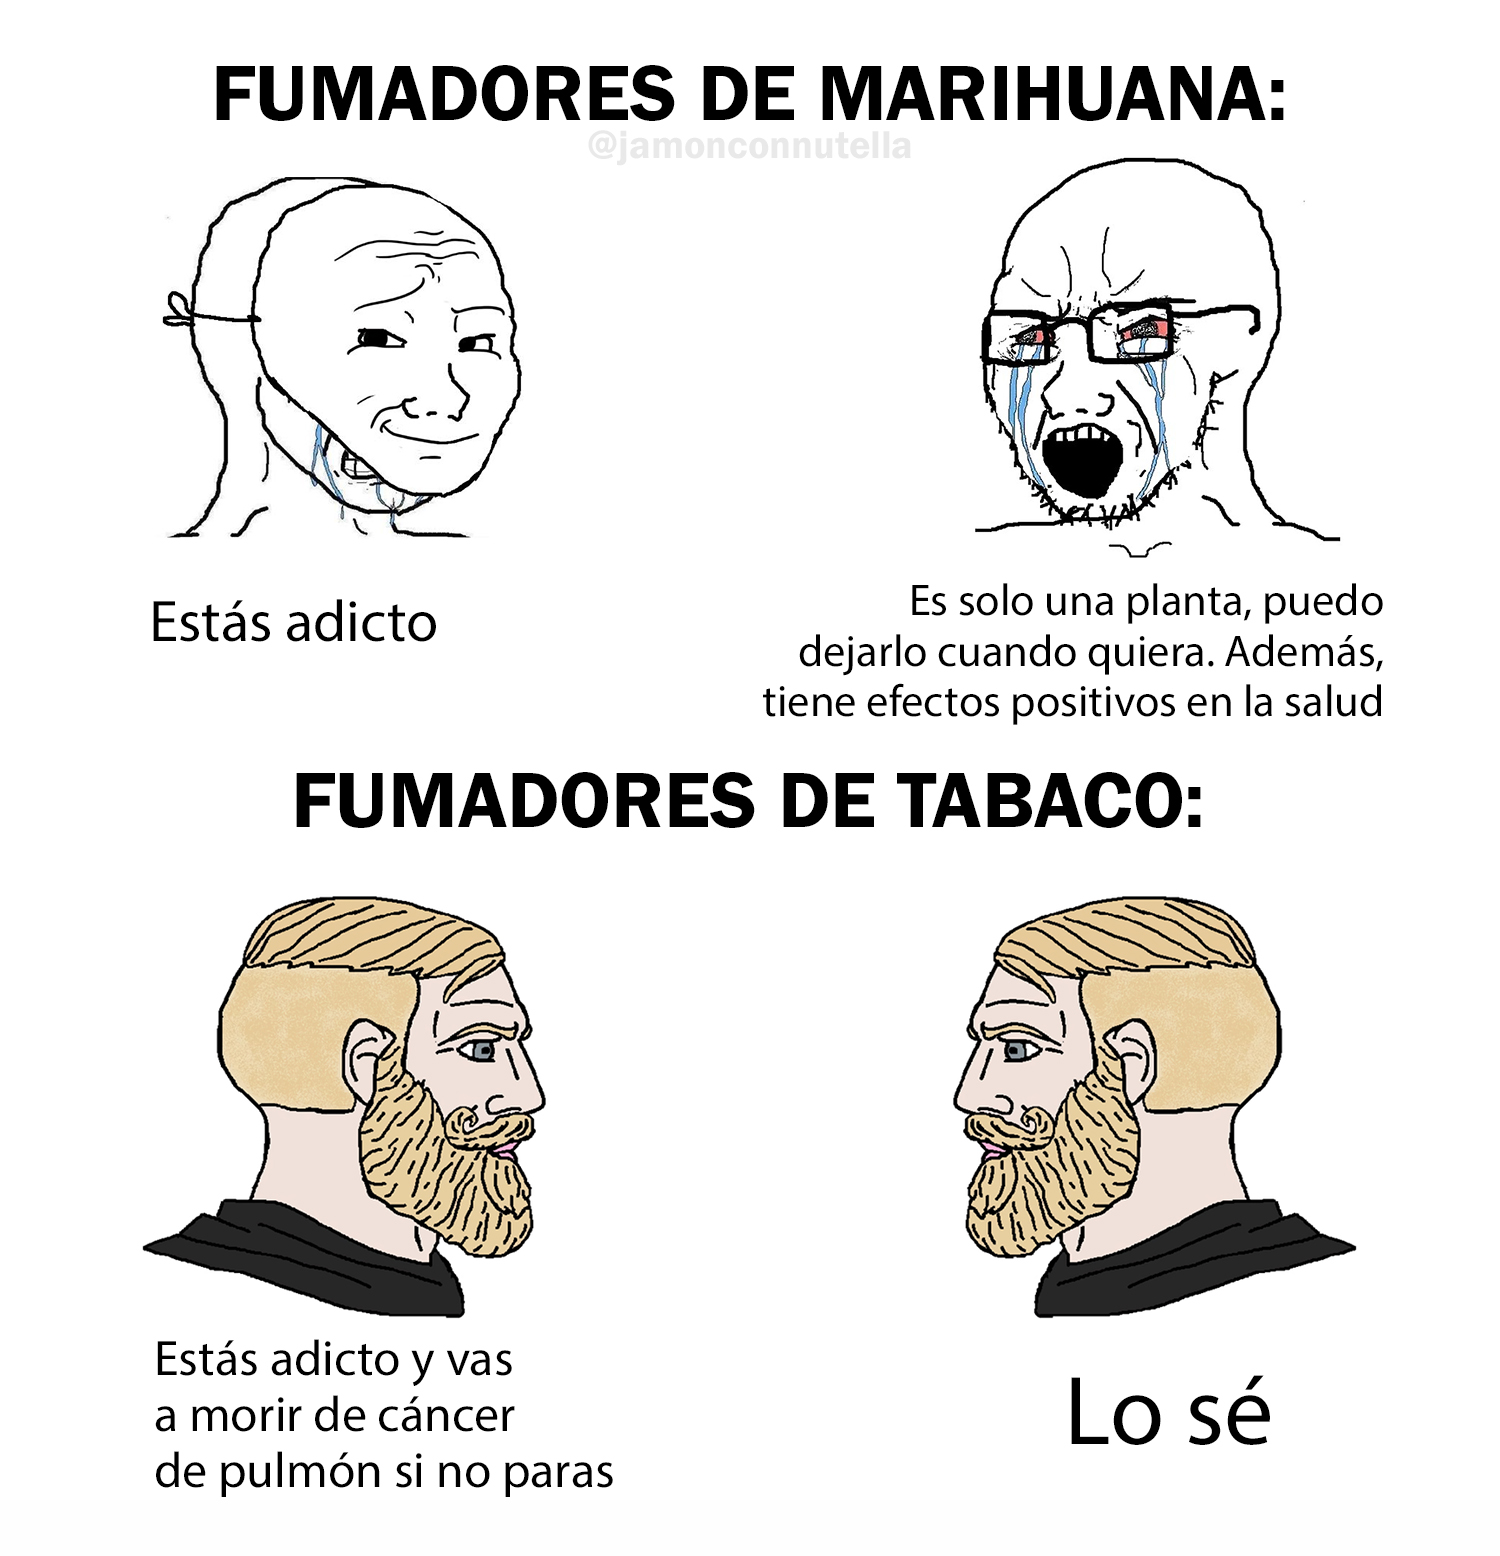 FUMADORES DE MARIHUANA:
@jamonconnutella
Estás adicto
Es solo una planta, puedo
dejarlo cuando quiera. Además,
tiene efectos positivos en la salud
FUMADORES DE TABACO:
Estás adicto y vas
a morir de cáncer
de pulmón si no paras
Lo sé